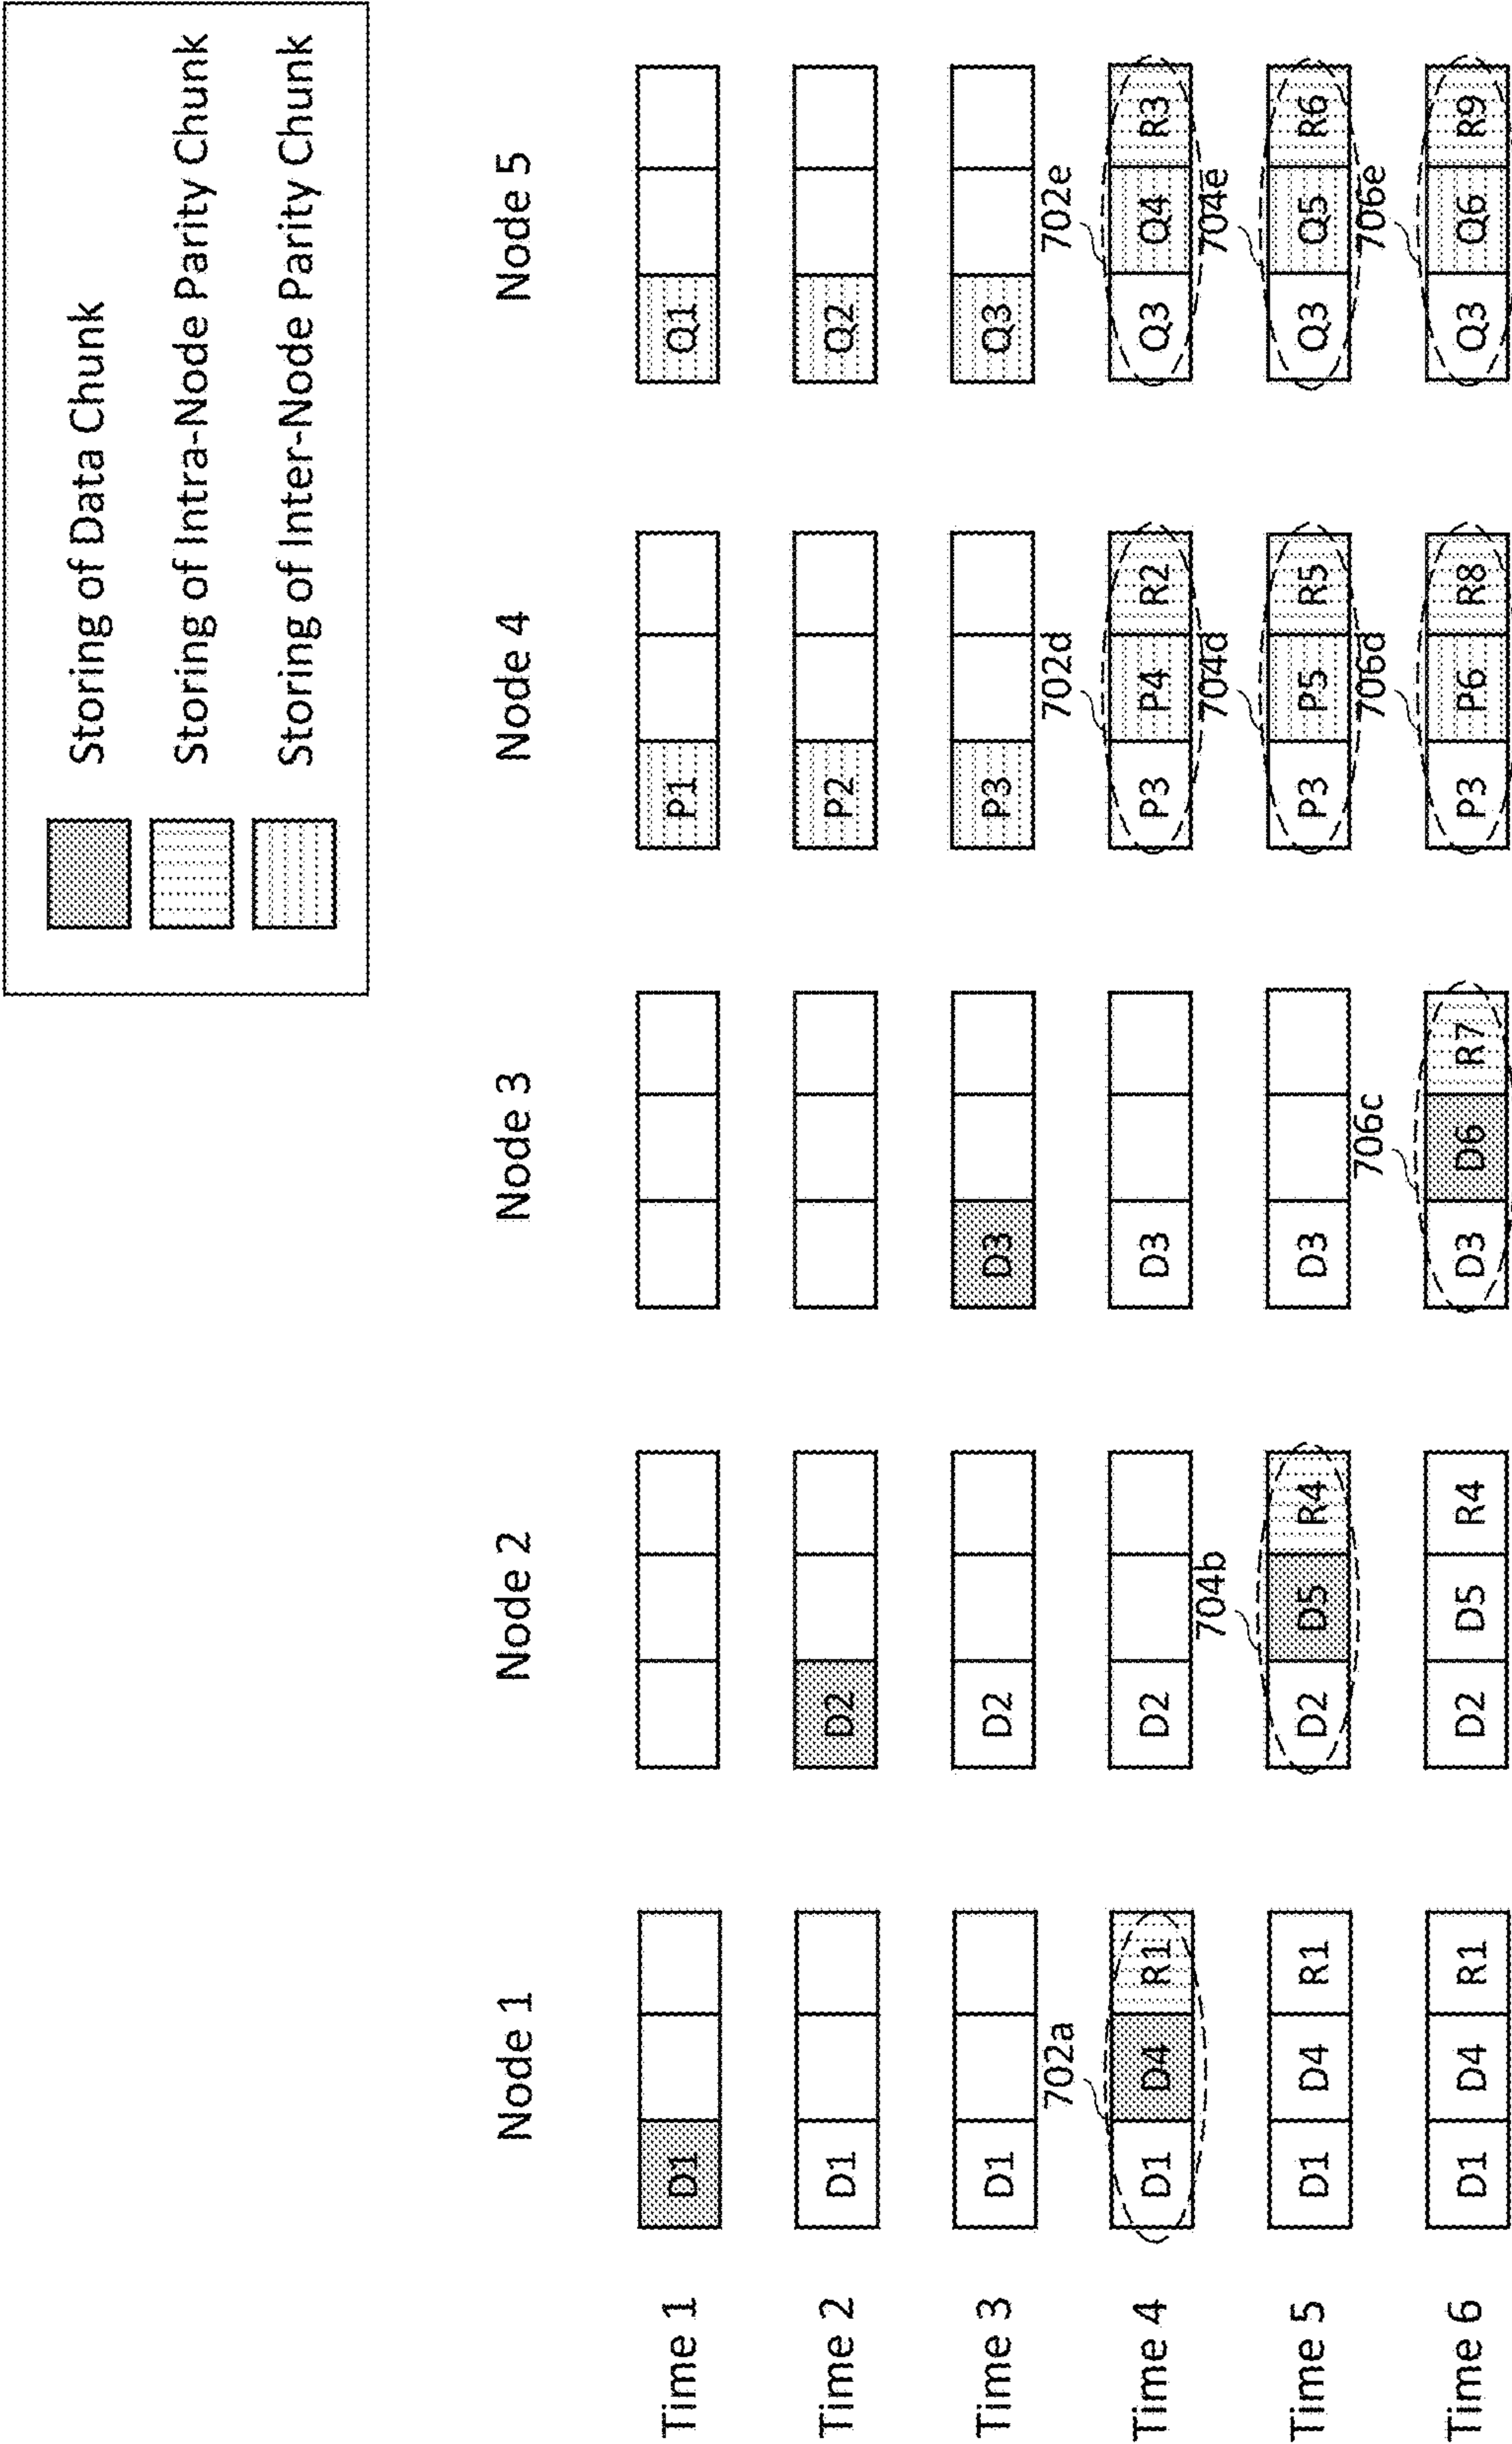 Storing of Data Chunk
Storing of Intra-Node Parity Chunk
Storing of Inter-Node Parity Chunk
Node 1 Node 2 Node 3 Node 4 Node 5
Time 1 D1 P1 Q1
Time 2 D1 D2 P2 Q2
Time 3 D1 D2 D3 P3 Q3
702a 702d 702e
Time 4 D1 D4 R1 D2 D3 P3 P4 R2 Q3 Q4 R3
704b 704d 704e
Time 5 D1 D4 R1 D2 D5 R4 D3 P3 P5 R5 Q3 Q5 R6
706c 706d 706e
Time 6 D1 D4 R1 D2 D5 R4 D3 D6 R7 P3 P6 R8 Q3 Q6 R9